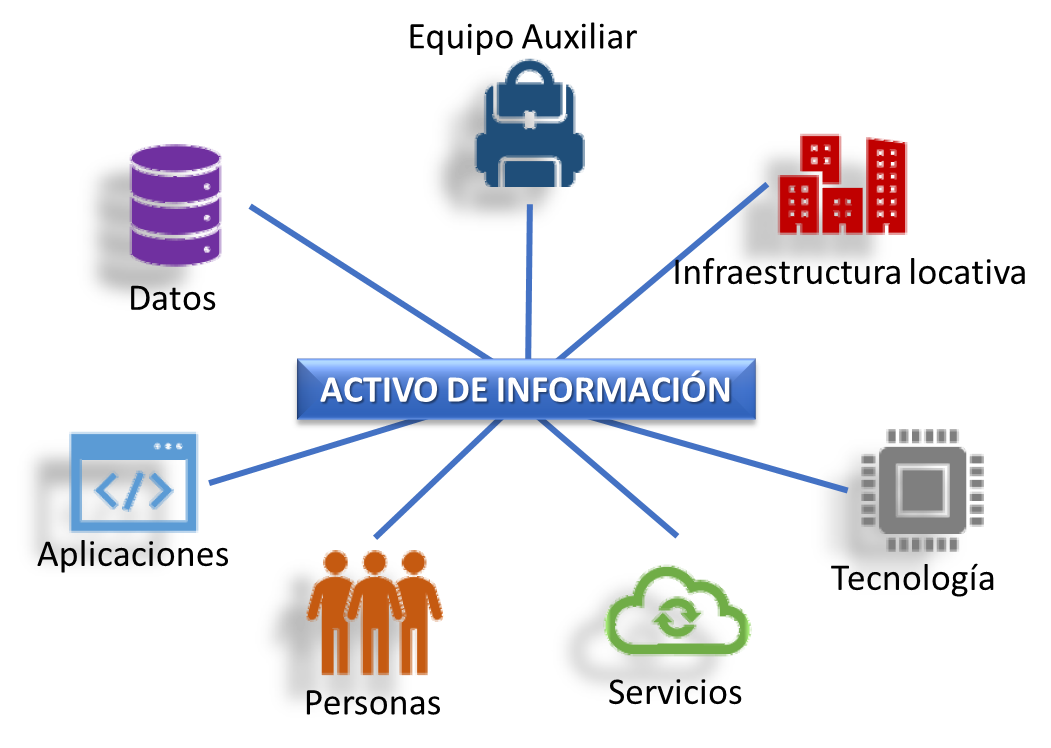 Equipo Auxiliar
Infraestructura locativa
Datos
ACTIVO DE INFORMACIÓN
Aplicaciones
Tecnología
Personas
Servicios